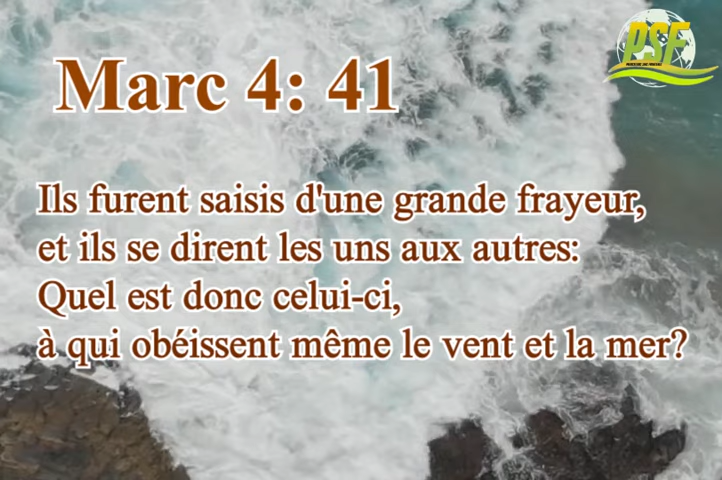 Marc 4: 41
PSF
Ils furent saisis d'une grande frayeur,
et ils se dirent les uns aux autres:
Quel est donc celui-ci,
à qui obéissent même le vent et la mer?